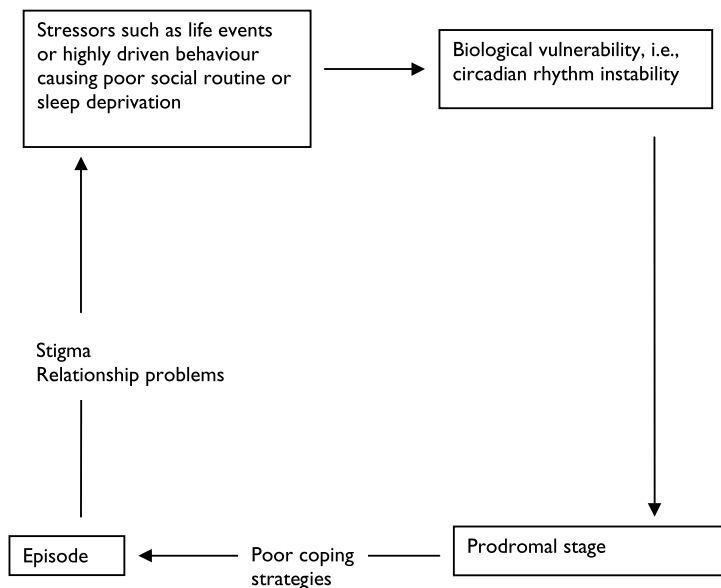 Stressors such as life events
or highly driven behaviour
causing poor social routine or
sleep deprivation
Biological vulnerability, i.e.,
circadian rhythm instability
Stigma
Relationship problems
Episode
Poor coping
strategies
Prodromal stage